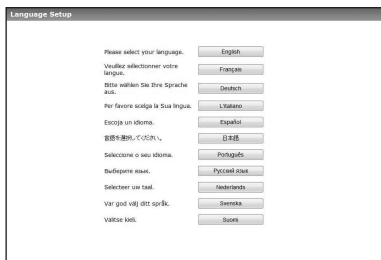 Language Setup
Please select your language. English
Veuillez sélectionner votre
langue. Français
Bitte wählen Sie Ihre Sprache
aus. Deutsch
Per favore scelga la Sua lingua. L'italiano
Escoja un idioma. Español
言語を選択してください。 日本語
Seleccione o seu idioma. Português
Выберите язык. Русский язык
Selecteer uw taal. Nederlands
Var god välj ditt språk. Svenska
Valitse kieli. Suomi